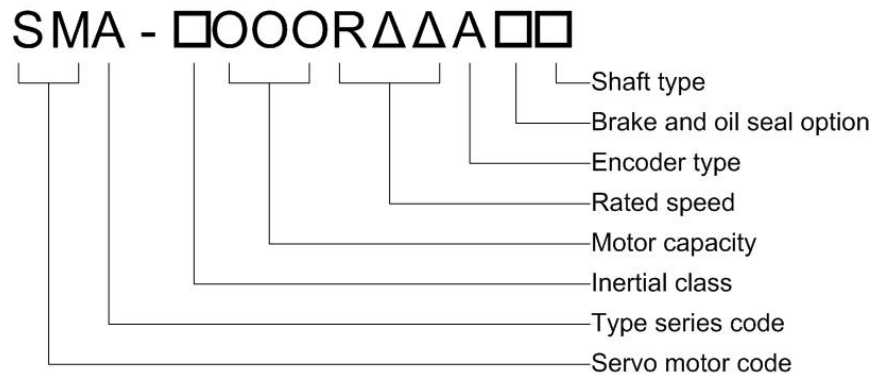 SMA - □OOORΔΔA□□
Shaft type
Brake and oil seal option
Encoder type
Rated speed
Motor capacity
Inertial class
Type series code
Servo motor code